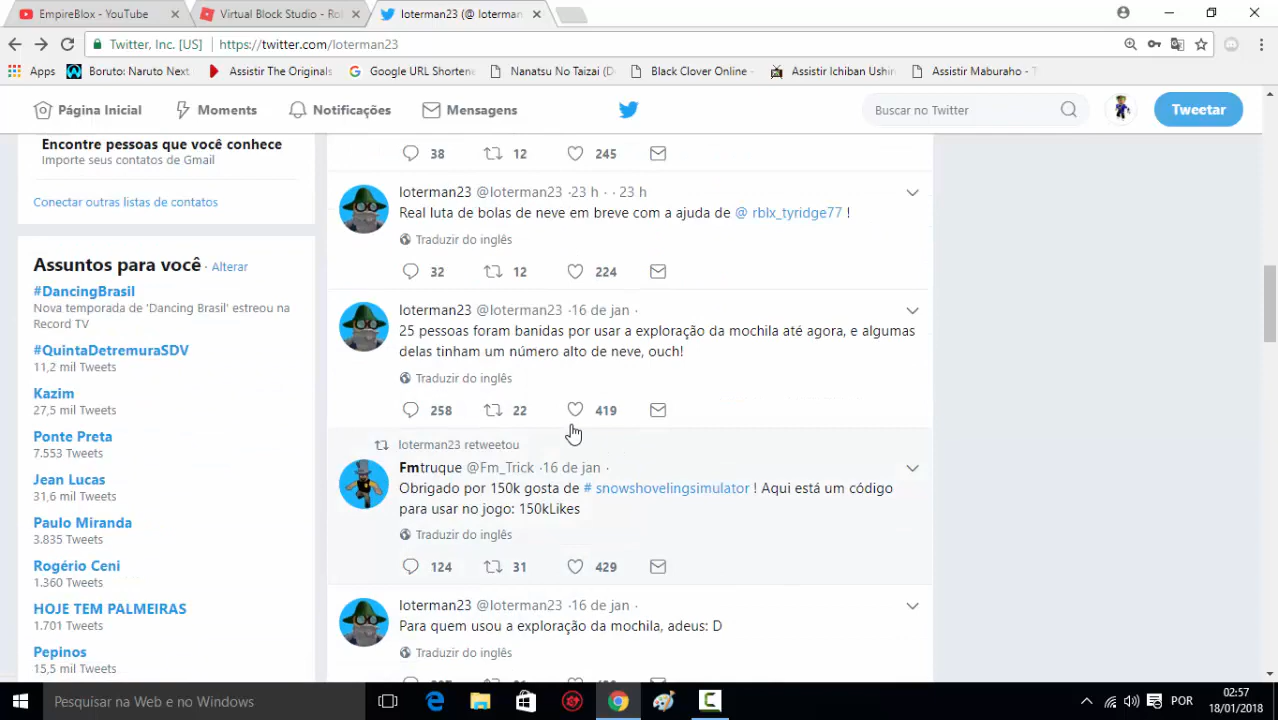 EmpireBlox - YouTube
Virtual Block Studio - Rol
loterman23 (@ loterman
Twitter, Inc. [US]
https://twitter.com/loterman23
Apps
Boruto: Naruto Next
Assistir The Originals
Google URL Shortene
Nanatsu No Taizai (D
Black Clover Online -
Assistir Ichiban Ushir
Assistir Maburaho - T
Página Inicial
Moments
Notificações
Mensagens
Buscar no Twitter
Tweetar
Encontre pessoas que você conhece
Importe seus contatos de Gmail
Conectar outras listas de contatos
Assuntos para você · Alterar
#DancingBrasil
Nova temporada de 'Dancing Brasil' estreou na
Record TV
#QuintaDetremuraSDV
11,2 mil Tweets
Kazim
27,5 mil Tweets
Ponte Preta
7.553 Tweets
Jean Lucas
31,6 mil Tweets
Paulo Miranda
3.835 Tweets
Rogério Ceni
1.360 Tweets
HOJE TEM PALMEIRAS
1.701 Tweets
Pepinos
15,5 mil Tweets
38 12 245
loterman23 @loterman23 ·23 h · · 23 h
Real luta de bolas de neve em breve com a ajuda de @ rblx_tyridge77 !
Traduzir do inglês
32 12 224
loterman23 @loterman23 ·16 de jan ·
25 pessoas foram banidas por usar a exploração da mochila até agora, e algumas
delas tinham um número alto de neve, ouch!
Traduzir do inglês
258 22 419
loterman23 retweetou
Fmtruque @Fm_Trick ·16 de jan ·
Obrigado por 150k gosta de # snowshovelingsimulator ! Aqui está um código
para usar no jogo: 150kLikes
Traduzir do inglês
124 31 429
loterman23 @loterman23 ·16 de jan ·
Para quem usou a exploração da mochila, adeus: D
Traduzir do inglês
Pesquisar na Web e no Windows
POR
02:57
18/01/2018